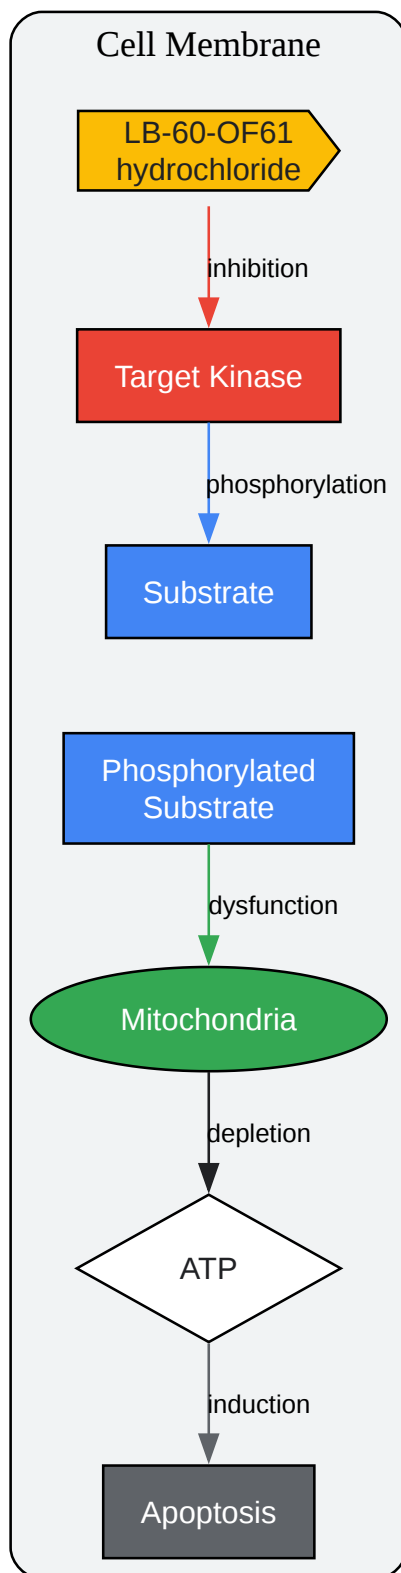 Cell Membrane
LB-60-OF61
hydrochloride
inhibition
Target Kinase
phosphorylation
Substrate
Phosphorylated
Substrate
dysfunction
Mitochondria
depletion
ATP
induction
Apoptosis